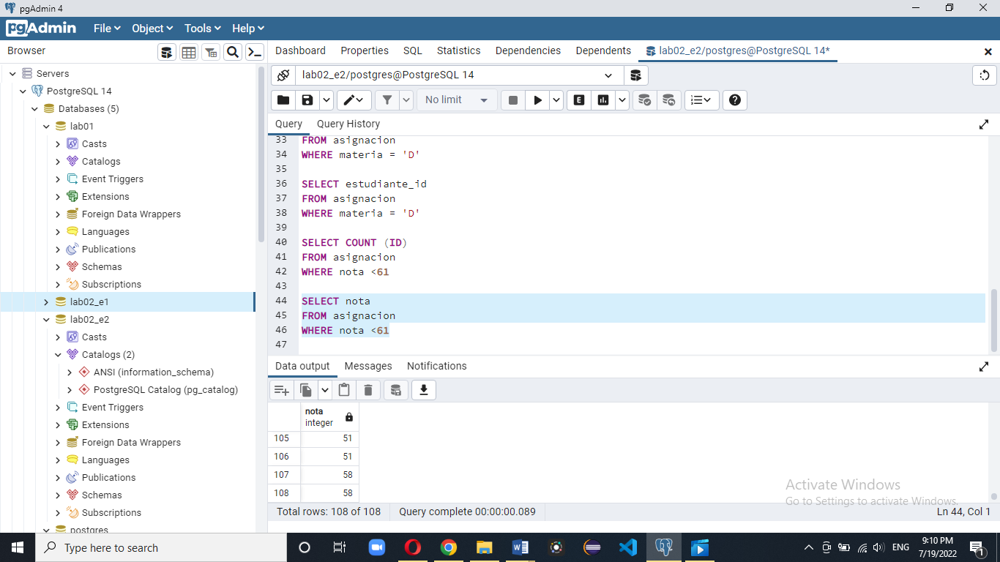 pgAdmin 4
pgAdmin File Object Tools Help
Browser
Servers
PostgreSQL 14
Databases (5)
lab01
Casts
Catalogs
Event Triggers
Extensions
Foreign Data Wrappers
Languages
Publications
Schemas
Subscriptions
lab02_e1
lab02_e2
Casts
Catalogs (2)
ANSI (information_schema)
PostgreSQL Catalog (pg_catalog)
Event Triggers
Extensions
Foreign Data Wrappers
Languages
Publications
Schemas
Subscriptions
postgres
Dashboard Properties SQL Statistics Dependencies Dependents lab02_e2/postgres@PostgreSQL 14*
lab02_e2/postgres@PostgreSQL 14
No limit E
Query Query History
33 FROM asignacion
34 WHERE materia = 'D'
35
36 SELECT estudiante_id
37 FROM asignacion
38 WHERE materia = 'D'
39
40 SELECT COUNT (ID)
41 FROM asignacion
42 WHERE nota <61
43
44 SELECT nota
45 FROM asignacion
46 WHERE nota <61
47
Data output Messages Notifications
nota
integer
105 51
106 51
107 58
108 58
Activate Windows
Go to Settings to activate Windows.
Total rows: 108 of 108 Query complete 00:00:00.089 Ln 44, Col 1
Type here to search
ENG
9:10 PM
7/19/2022
1